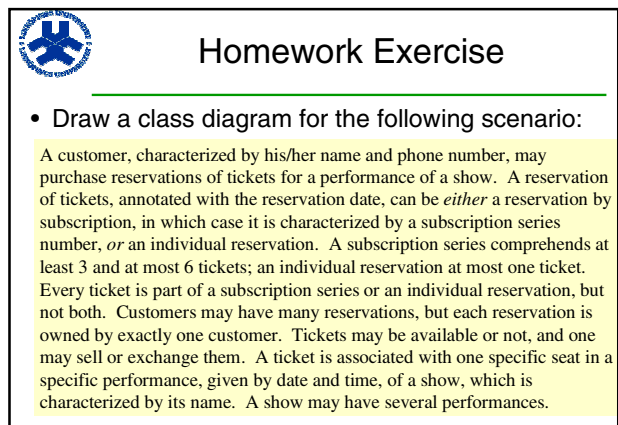 Homework Exercise
• Draw a class diagram for the following scenario:
A customer, characterized by his/her name and phone number, may
purchase reservations of tickets for a performance of a show. A reservation
of tickets, annotated with the reservation date, can be either a reservation by
subscription, in which case it is characterized by a subscription series
number, or an individual reservation. A subscription series comprehends at
least 3 and at most 6 tickets; an individual reservation at most one ticket.
Every ticket is part of a subscription series or an individual reservation, but
not both. Customers may have many reservations, but each reservation is
owned by exactly one customer. Tickets may be available or not, and one
may sell or exchange them. A ticket is associated with one specific seat in a
specific performance, given by date and time, of a show, which is
characterized by its name. A show may have several performances.